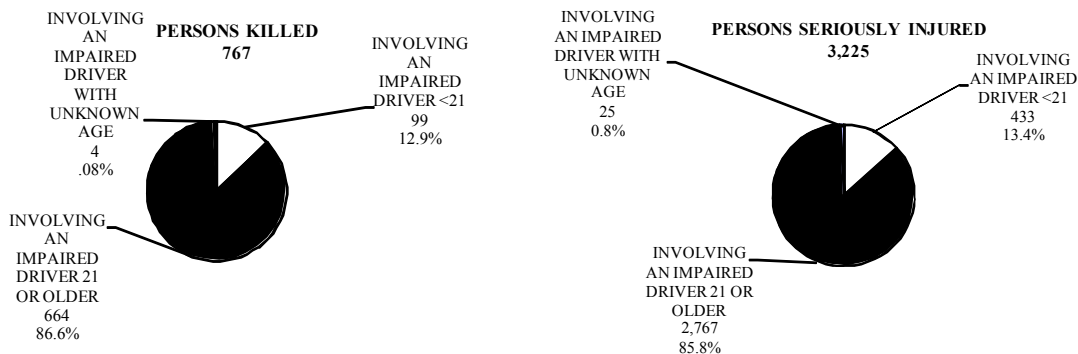 PERSONS KILLED
767
INVOLVING
AN
IMPAIRED
DRIVER
WITH
UNKNOWN
AGE
4
.08%
INVOLVING
AN
IMPAIRED
DRIVER <21
99
12.9%
INVOLVING
AN
IMPAIRED
DRIVER 21
OR OLDER
664
86.6%
PERSONS SERIOUSLY INJURED
3,225
INVOLVING
AN IMPAIRED
DRIVER WITH
UNKNOWN
AGE
25
0.8%
INVOLVING
AN IMPAIRED
DRIVER <21
433
13.4%
INVOLVING
AN IMPAIRED
DRIVER 21 OR
OLDER
2,767
85.8%